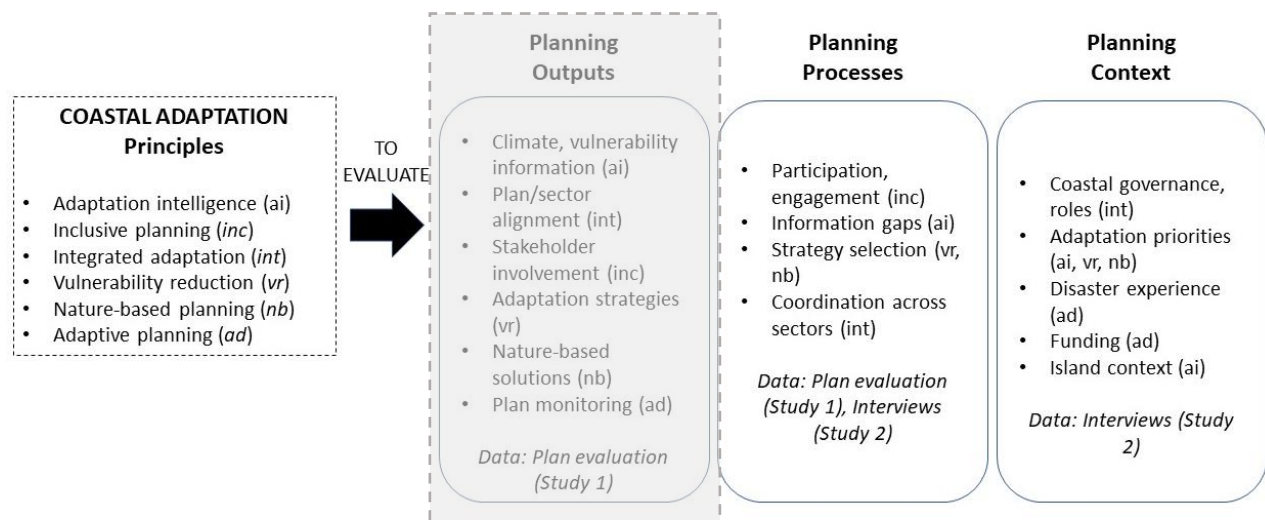 COASTAL ADAPTATION
Principles
• Adaptation intelligence (ai)
• Inclusive planning (inc)
• Integrated adaptation (int)
• Vulnerability reduction (vr)
• Nature-based planning (nb)
• Adaptive planning (ad)
TO
EVALUATE
Planning
Outputs
• Climate, vulnerability
information (ai)
• Plan/sector
alignment (int)
• Stakeholder
involvement (inc)
• Adaptation strategies
(vr)
• Nature-based
solutions (nb)
• Plan monitoring (ad)
Data: Plan evaluation
(Study 1)
Planning
Processes
• Participation,
engagement (inc)
• Information gaps (ai)
• Strategy selection (vr,
nb)
• Coordination across
sectors (int)
Data: Plan evaluation
(Study 1), Interviews
(Study 2)
Planning
Context
• Coastal governance,
roles (int)
• Adaptation priorities
(ai, vr, nb)
• Disaster experience
(ad)
• Funding (ad)
• Island context (ai)
Data: Interviews (Study
2)